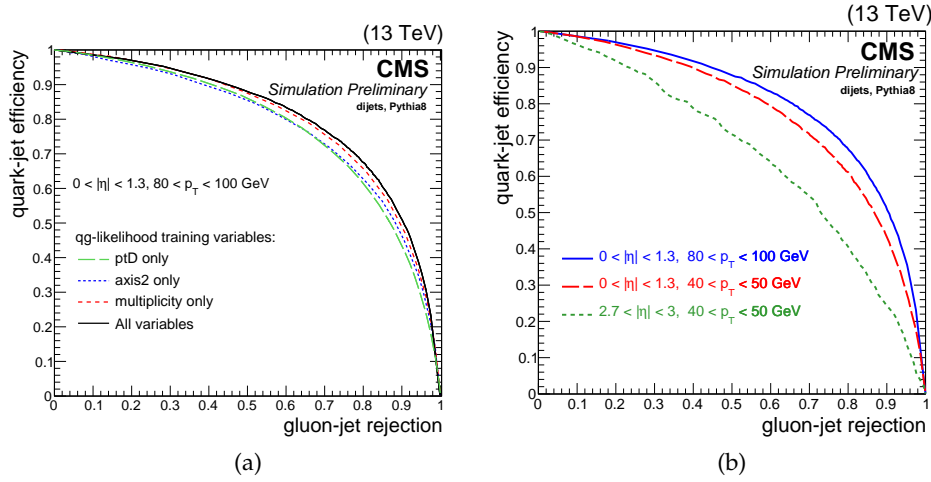 (13 TeV)
CMS
Simulation Preliminary
dijets, Pythia8
0 < |η| < 1.3, 80 < p_T < 100 GeV
qg-likelihood training variables:
ptD only
axis2 only
multiplicity only
All variables
quark-jet efficiency
1
0.9
0.8
0.7
0.6
0.5
0.4
0.3
0.2
0.1
0
0 0.1 0.2 0.3 0.4 0.5 0.6 0.7 0.8 0.9 1
gluon-jet rejection
(a)
(13 TeV)
CMS
Simulation Preliminary
dijets, Pythia8
0 < |η| < 1.3, 80 < p_T < 100 GeV
0 < |η| < 1.3, 40 < p_T < 50 GeV
2.7 < |η| < 3, 40 < p_T < 50 GeV
quark-jet efficiency
1
0.9
0.8
0.7
0.6
0.5
0.4
0.3
0.2
0.1
0
0 0.1 0.2 0.3 0.4 0.5 0.6 0.7 0.8 0.9 1
gluon-jet rejection
(b)